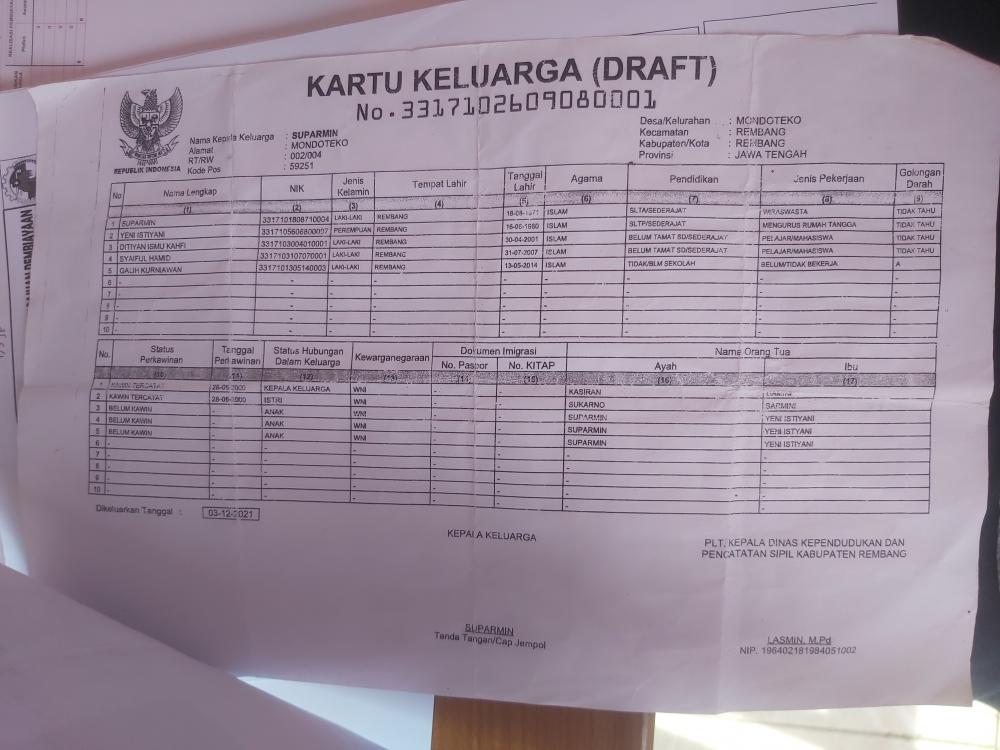 KARTU KELUARGA (DRAFT)
No. 3317102609080001
Nama Kepala Keluarga : SUPARMIN
Alamat : MONDOTEKO
RT/RW : 002/004
Kode Pos : 59251
REPUBLIK INDONESIA
Desa/Kelurahan : MONDOTEKO
Kecamatan : REMBANG
Kabupaten/Kota : REMBANG
Provinsi : JAWA TENGAH
No Nama Lengkap NIK Jenis Kelamin Tempat Lahir Tanggal Lahir Agama Pendidikan Jenis Pekerjaan Golongan Darah
(1) (2) (3) (4) (5) (6) (7) (8) (9)
1 SUPARMIN 3317101808710004 LAKI-LAKI REMBANG 18-08-1971 ISLAM SLTA/SEDERAJAT WIRASWASTA TIDAK TAHU
2 YENI ISTIYANI 3317105606800007 PEREMPUAN REMBANG 16-06-1980 ISLAM SLTP/SEDERAJAT MENGURUS RUMAH TANGGA TIDAK TAHU
3 DITIYAN ISMU KAHFI 3317103004010001 LAKI-LAKI REMBANG 30-04-2001 ISLAM BELUM TAMAT SD/SEDERAJAT PELAJAR/MAHASISWA TIDAK TAHU
4 SYAIFUL HAMID 3317103107070001 LAKI-LAKI REMBANG 31-07-2007 ISLAM BELUM TAMAT SD/SEDERAJAT PELAJAR/MAHASISWA TIDAK TAHU
5 GALIH KURNIAWAN 3317101305140003 LAKI-LAKI REMBANG 13-05-2014 ISLAM TIDAK/BLM SEKOLAH BELUM/TIDAK BEKERJA A
6 - - - - - - - - -
7 - - - - - - - - -
8 - - - - - - - - -
9 - - - - - - - - -
10 - - - - - - - - -
No. Status Perkawinan Tanggal Perkawinan Status Hubungan Dalam Keluarga Kewarganegaraan Dokumen Imigrasi Nama Orang Tua
No. Paspor No. KITAP Ayah Ibu
(10) (11) (12) (13) (14) (15) (16) (17)
1 KAWIN TERCATAT KEPALA KELUARGA WNI - - KASIRAN
2 KAWIN TERCATAT ISTRI WNI - - SUKARNO SARMINI
3 BELUM KAWIN - ANAK WNI - - SUPARMIN YENI ISTIYANI
4 BELUM KAWIN - ANAK WNI - - SUPARMIN YENI ISTIYANI
5 BELUM KAWIN - ANAK WNI - - SUPARMIN YENI ISTIYANI
6 - - - - - - - -
7 - - - - - - - -
8 - - - - - - - -
9 - - - - - - - -
10 - - - - - - - -
Dikeluarkan Tanggal : 03-12-2021
KEPALA KELUARGA
PLT. KEPALA DINAS KEPENDUDUKAN DAN
PENCATATAN SIPIL KABUPATEN REMBANG
SUPARMIN
Tanda Tangan/Cap Jempol
LASMIN, M.Pd
NIP. 196402181984051002